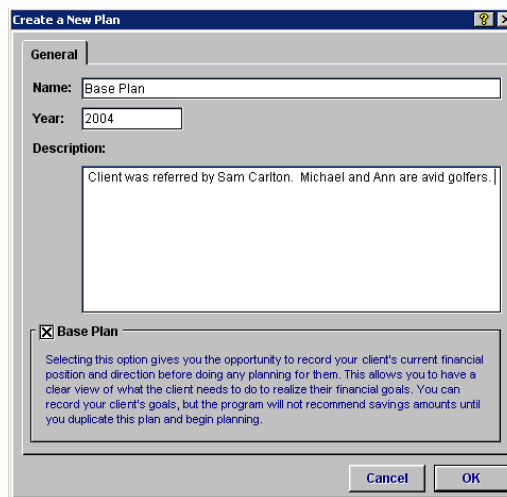 Create a New Plan
General
Name: Base Plan
Year: 2004
Description:
Client was referred by Sam Carlton.  Michael and Ann are avid golfers.
Base Plan
Selecting this option gives you the opportunity to record your client's current financial
position and direction before doing any planning for them. This allows you to have a
clear view of what the client needs to do to realize their financial goals. You can
record your client's goals, but the program will not recommend savings amounts until
you duplicate this plan and begin planning.
Cancel OK